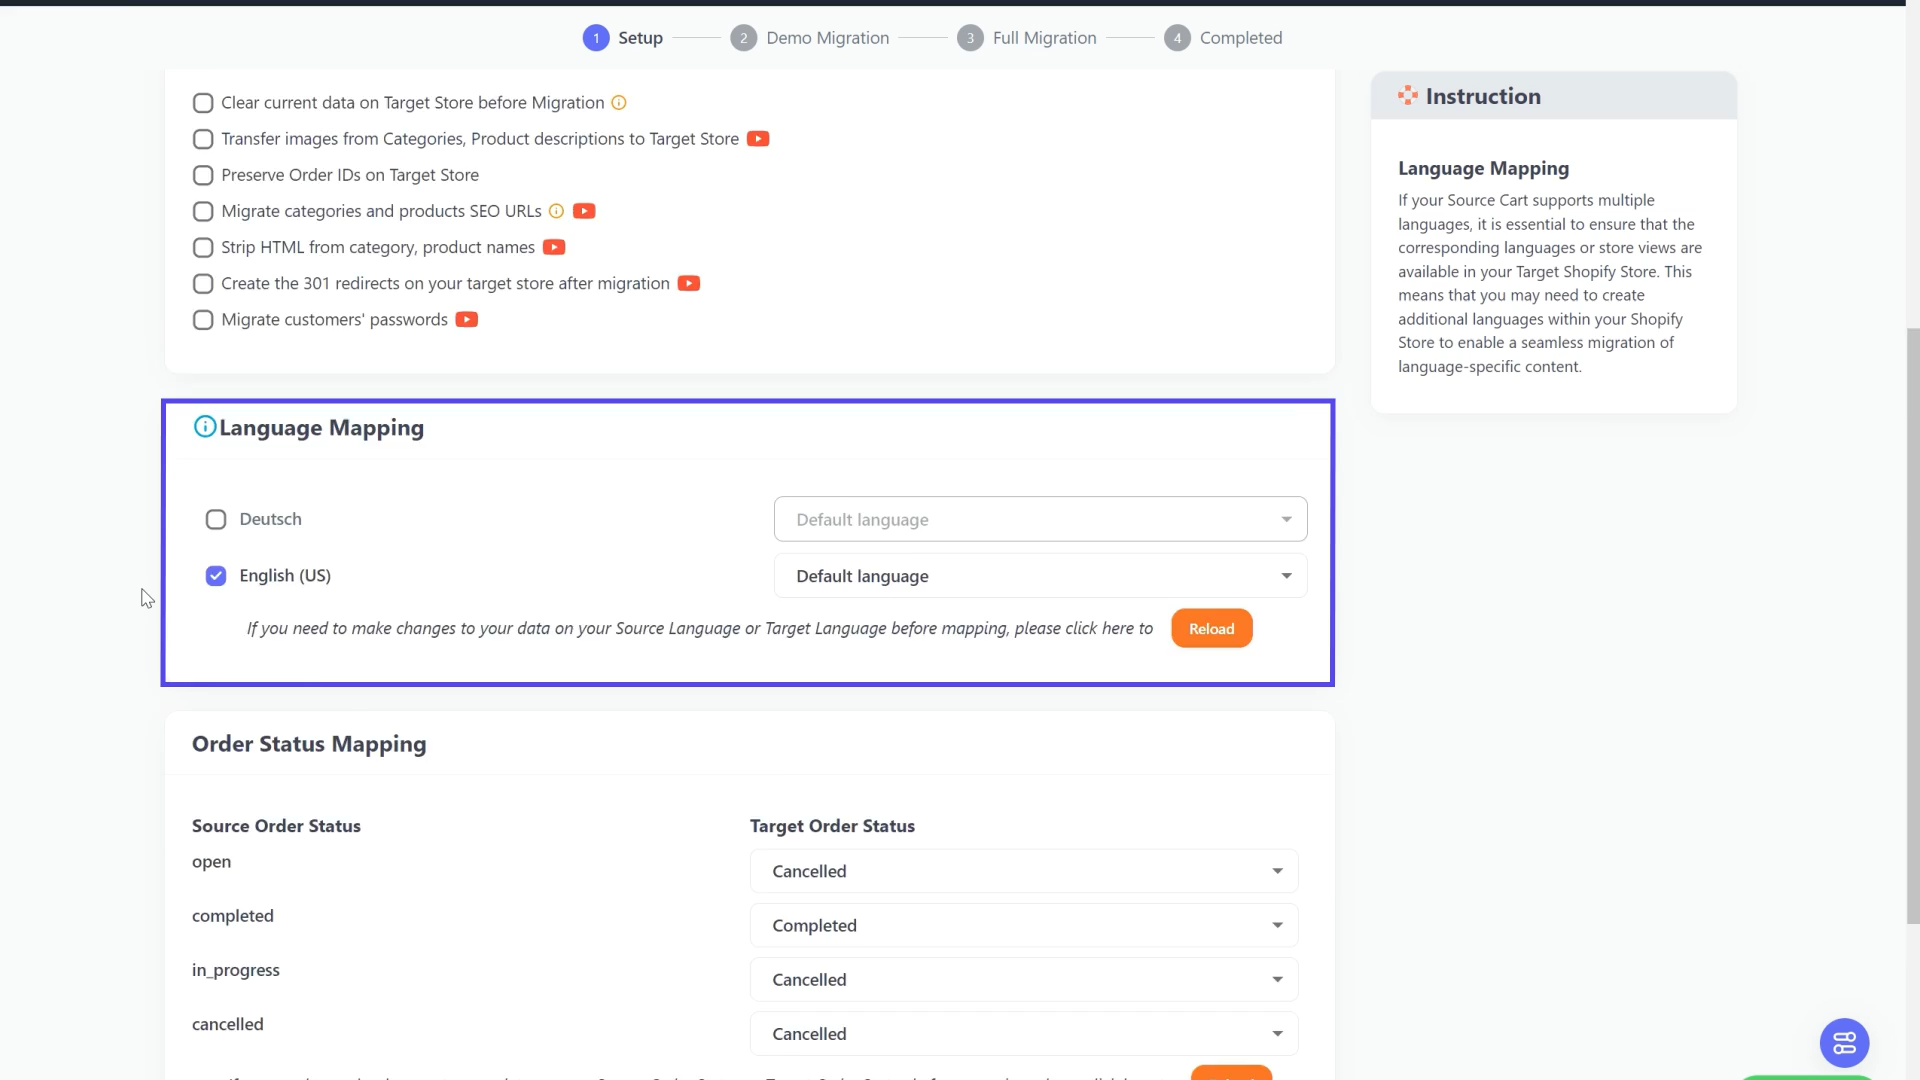 1 Setup 2 Demo Migration 3 Full Migration 4 Completed
Clear current data on Target Store before Migration
Transfer images from Categories, Product descriptions to Target Store
Preserve Order IDs on Target Store
Migrate categories and products SEO URLs
Strip HTML from category, product names
Create the 301 redirects on your target store after migration
Migrate customers' passwords
Instruction
Language Mapping
If your Source Cart supports multiple
languages, it is essential to ensure that the
corresponding languages or store views are
available in your Target Shopify Store. This
means that you may need to create
additional languages within your Shopify
Store to enable a seamless migration of
language-specific content.
Language Mapping
Deutsch Default language
English (US) Default language
If you need to make changes to your data on your Source Language or Target Language before mapping, please click here to Reload
Order Status Mapping
Source Order Status Target Order Status
open Cancelled
completed Completed
in_progress Cancelled
cancelled Cancelled